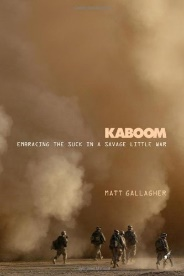 KABOOM
EMBRACING THE SUCK IN A SAVAGE LITTLE WAR
MATT GALLAGHER